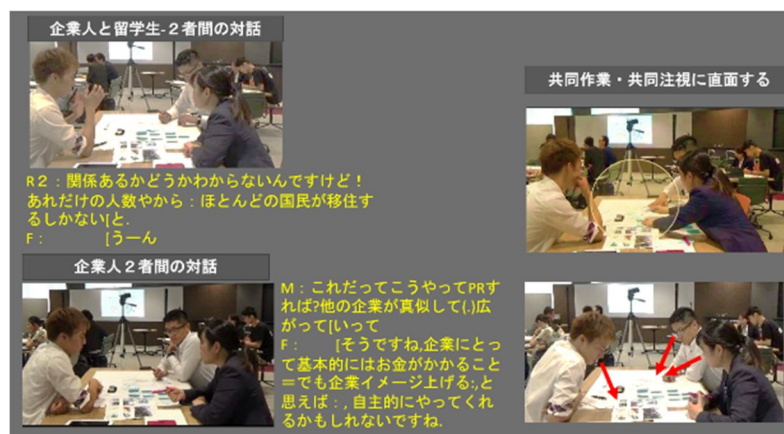 企業人と留学生-２者間の対話
R２：関係あるかどうかわからないんですけど！
あれだけの人数やから：ほとんどの国民が移住す
るしかない[と.
F：　　　[うーん
企業人２者間の対話
M：これだってこうやってPRす
れば?他の企業が真似して(.)広
がって[いって
F：　　[そうですね,企業にとっ
て基本的にはお金がかかること
＝でも企業イメージ上げる:,と
思えば：, 自主的にやってくれ
るかもしれないですね.
共同作業・共同注視に直面する